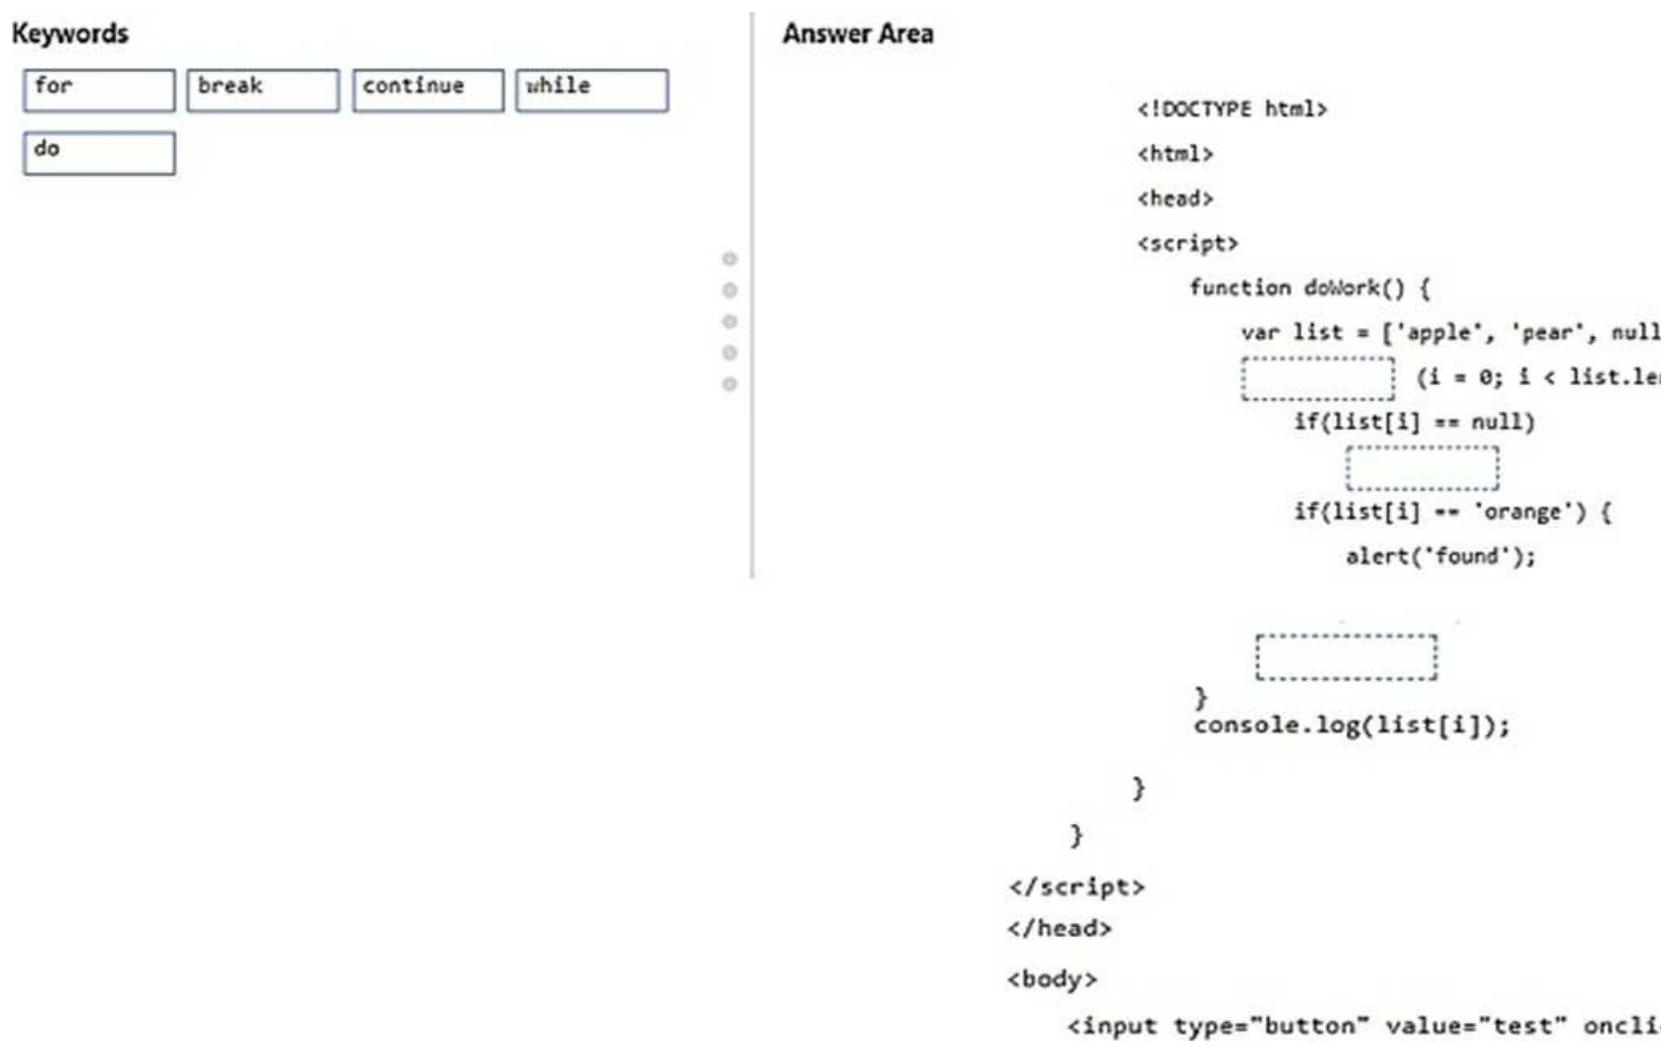 Keywords
for break continue while
do
Answer Area
<!DOCTYPE html>
<html>
<head>
<script>
function doWork() {
var list = ['apple', 'pear', null
(i = 0; i < list.le
if(list[i] == null)
if(list[i] == 'orange') {
alert('found');
}
console.log(list[i]);
}
}
</script>
</head>
<body>
<input type="button" value="test" oncli